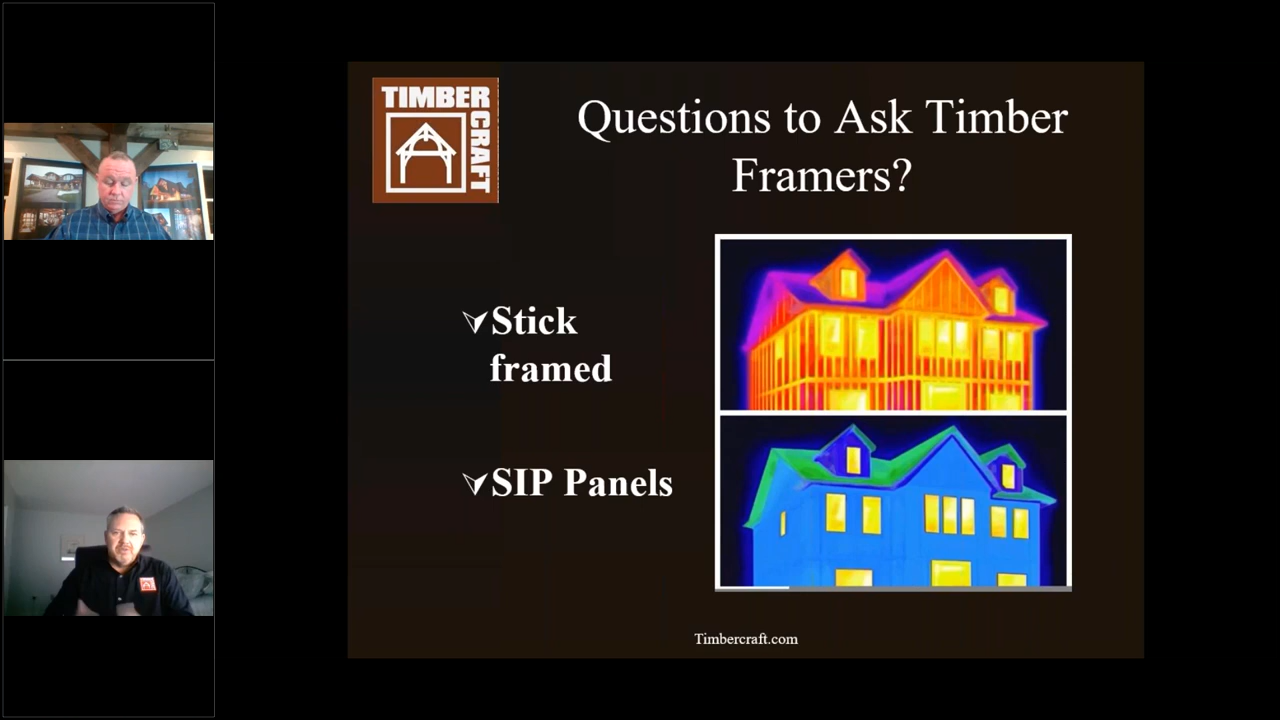 TIMBER
CRAFT
Questions to Ask Timber
Framers?
Stick
framed
SIP Panels
Timbercraft.com